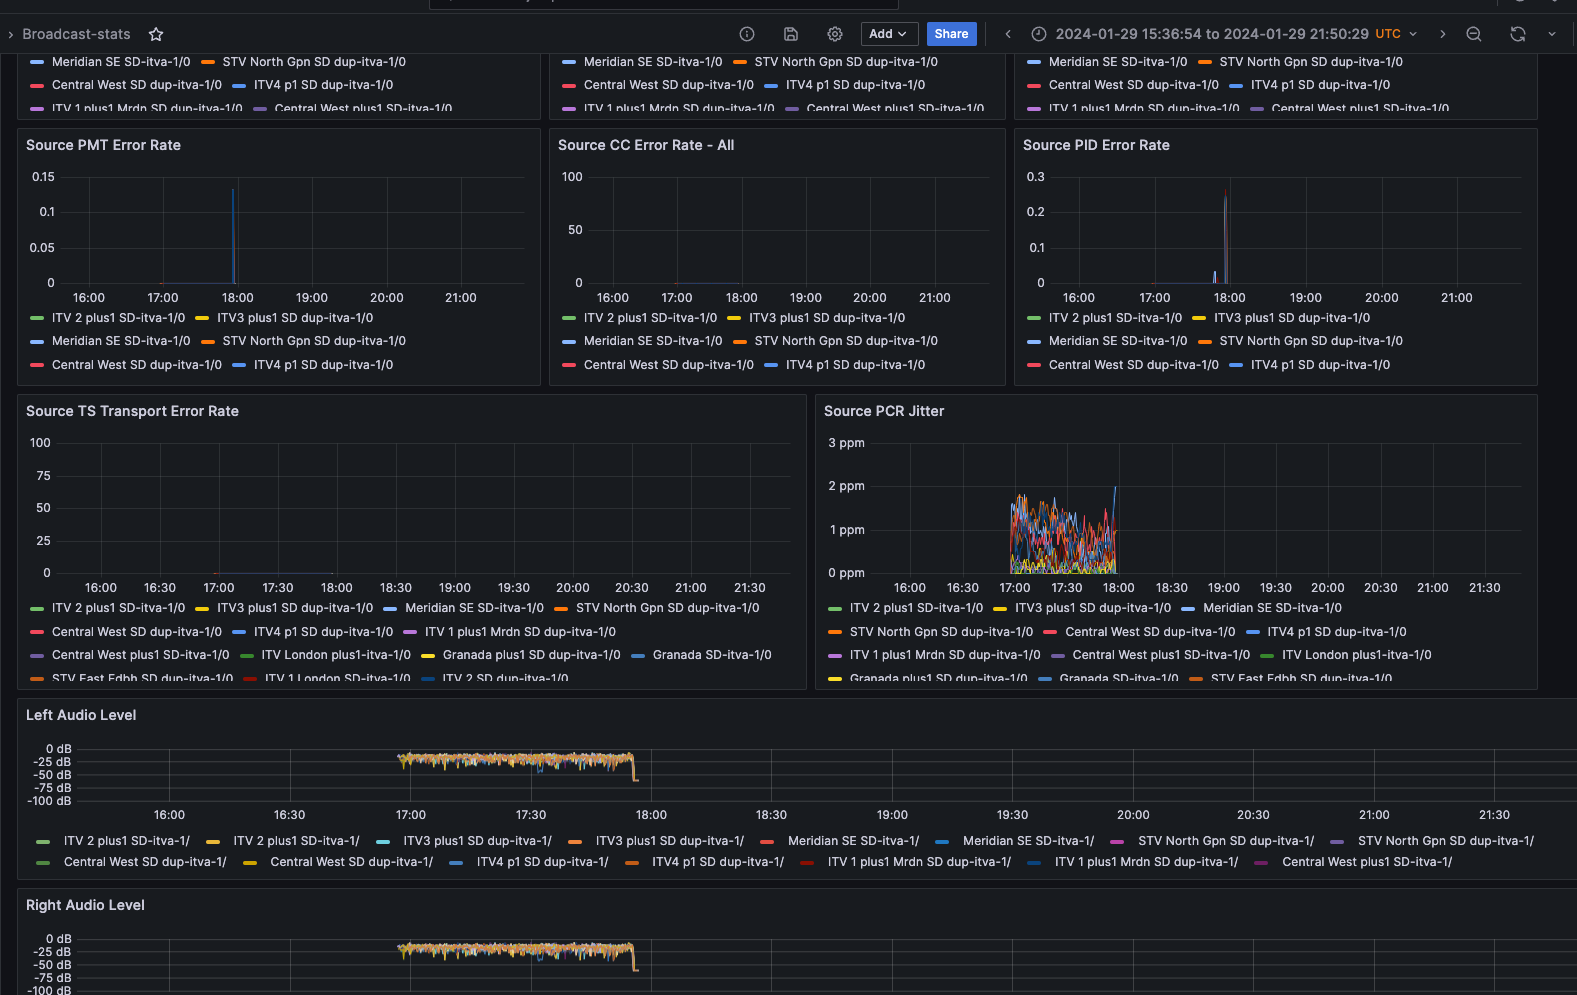 Broadcast-stats
Add
Share
2024-01-29 15:36:54 to 2024-01-29 21:50:29 UTC
Meridian SE SD-itva-1/0 STV North Gpn SD dup-itva-1/0
Central West SD dup-itva-1/0 ITV4 p1 SD dup-itva-1/0
ITV 1 plus1 Mrdn SD dup-itva-1/0 Central West plus1 SD-itva-1/0
Meridian SE SD-itva-1/0 STV North Gpn SD dup-itva-1/0
Central West SD dup-itva-1/0 ITV4 p1 SD dup-itva-1/0
ITV 1 plus1 Mrdn SD dup-itva-1/0 Central West plus1 SD-itva-1/0
Meridian SE SD-itva-1/0 STV North Gpn SD dup-itva-1/0
Central West SD dup-itva-1/0 ITV4 p1 SD dup-itva-1/0
ITV 1 plus1 Mrdn SD dup-itva-1/0 Central West plus1 SD-itva-1/0
Source PMT Error Rate
0.15
0.1
0.05
0
16:00 17:00 18:00 19:00 20:00 21:00
ITV 2 plus1 SD-itva-1/0 ITV3 plus1 SD dup-itva-1/0
Meridian SE SD-itva-1/0 STV North Gpn SD dup-itva-1/0
Central West SD dup-itva-1/0 ITV4 p1 SD dup-itva-1/0
Source CC Error Rate - All
100
50
0
16:00 17:00 18:00 19:00 20:00 21:00
ITV 2 plus1 SD-itva-1/0 ITV3 plus1 SD dup-itva-1/0
Meridian SE SD-itva-1/0 STV North Gpn SD dup-itva-1/0
Central West SD dup-itva-1/0 ITV4 p1 SD dup-itva-1/0
Source PID Error Rate
0.3
0.2
0.1
0
16:00 17:00 18:00 19:00 20:00 21:00
ITV 2 plus1 SD-itva-1/0 ITV3 plus1 SD dup-itva-1/0
Meridian SE SD-itva-1/0 STV North Gpn SD dup-itva-1/0
Central West SD dup-itva-1/0 ITV4 p1 SD dup-itva-1/0
Source TS Transport Error Rate
100
75
50
25
0
16:00 16:30 17:00 17:30 18:00 18:30 19:00 19:30 20:00 20:30 21:00 21:30
ITV 2 plus1 SD-itva-1/0 ITV3 plus1 SD dup-itva-1/0 Meridian SE SD-itva-1/0 STV North Gpn SD dup-itva-1/0
Central West SD dup-itva-1/0 ITV4 p1 SD dup-itva-1/0 ITV 1 plus1 Mrdn SD dup-itva-1/0
Central West plus1 SD-itva-1/0 ITV London plus1-itva-1/0 Granada plus1 SD dup-itva-1/0 Granada SD-itva-1/0
STV East Edbh SD dup-itva-1/0 ITV 1 London SD-itva-1/0 ITV 2 SD dup-itva-1/0
Source PCR Jitter
3 ppm
2 ppm
1 ppm
0 ppm
16:00 16:30 17:00 17:30 18:00 18:30 19:00 19:30 20:00 20:30 21:00 21:30
ITV 2 plus1 SD-itva-1/0 ITV3 plus1 SD dup-itva-1/0 Meridian SE SD-itva-1/0
STV North Gpn SD dup-itva-1/0 Central West SD dup-itva-1/0 ITV4 p1 SD dup-itva-1/0
ITV 1 plus1 Mrdn SD dup-itva-1/0 Central West plus1 SD-itva-1/0 ITV London plus1-itva-1/0
Granada plus1 SD dup-itva-1/0 Granada SD-itva-1/0 STV East Edbh SD dup-itva-1/0
Left Audio Level
0 dB
-25 dB
-50 dB
-75 dB
-100 dB
16:00 16:30 17:00 17:30 18:00 18:30 19:00 19:30 20:00 20:30 21:00 21:30
ITV 2 plus1 SD-itva-1/ ITV 2 plus1 SD-itva-1/ ITV3 plus1 SD dup-itva-1/ ITV3 plus1 SD dup-itva-1/ Meridian SE SD-itva-1/ Meridian SE SD-itva-1/ STV North Gpn SD dup-itva-1/ STV North Gpn SD dup-itva-1/
Central West SD dup-itva-1/ Central West SD dup-itva-1/ ITV4 p1 SD dup-itva-1/ ITV4 p1 SD dup-itva-1/ ITV 1 plus1 Mrdn SD dup-itva-1/ ITV 1 plus1 Mrdn SD dup-itva-1/ Central West plus1 SD-itva-1/
Right Audio Level
0 dB
-25 dB
-50 dB
-75 dB
-100 dB